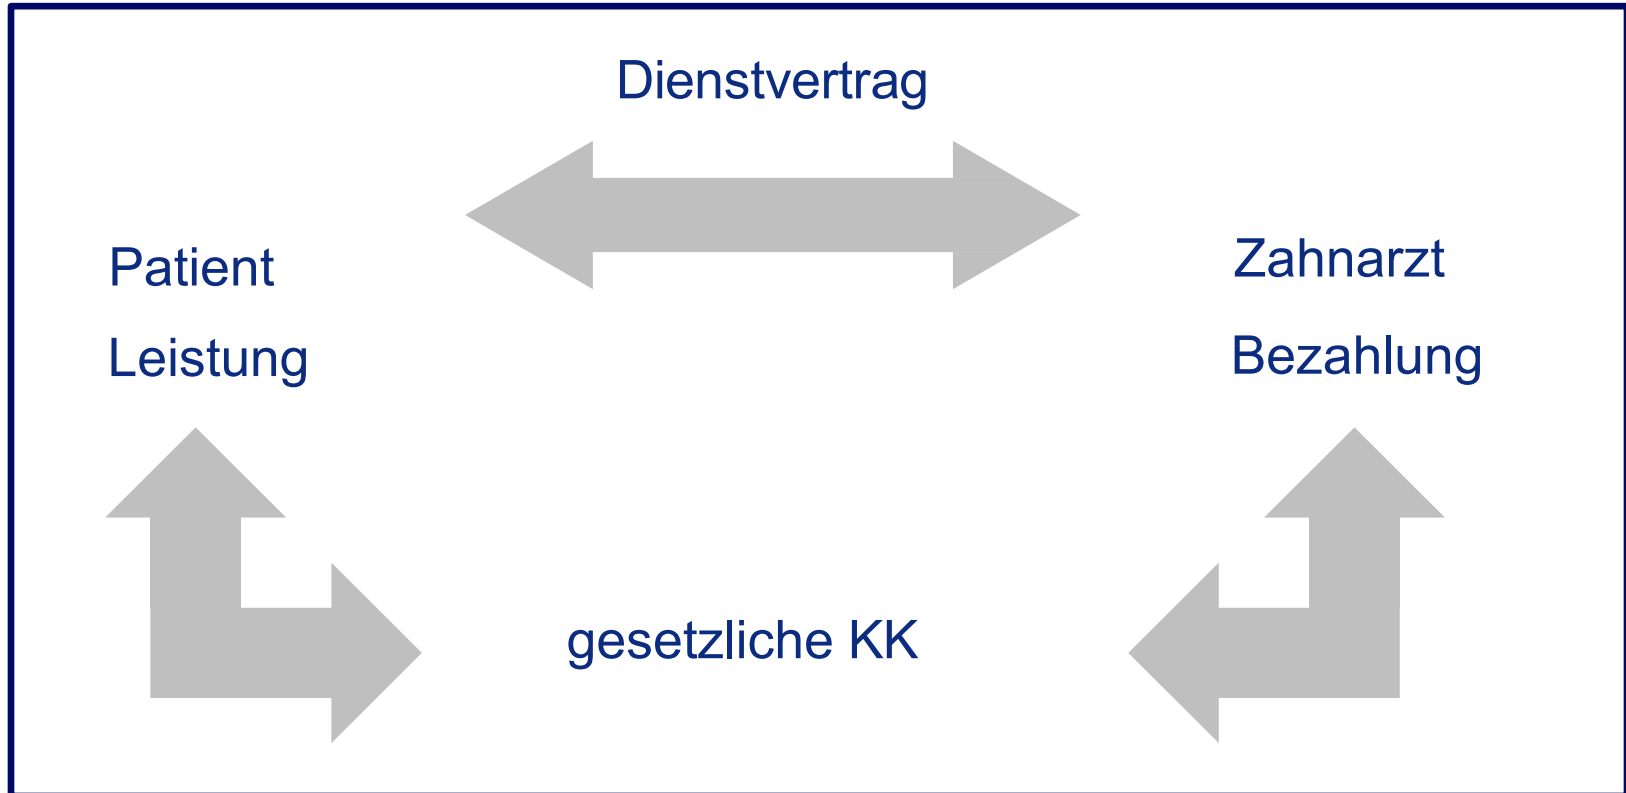 Dienstvertrag
Patient
Leistung
Zahnarzt
Bezahlung
gesetzliche KK